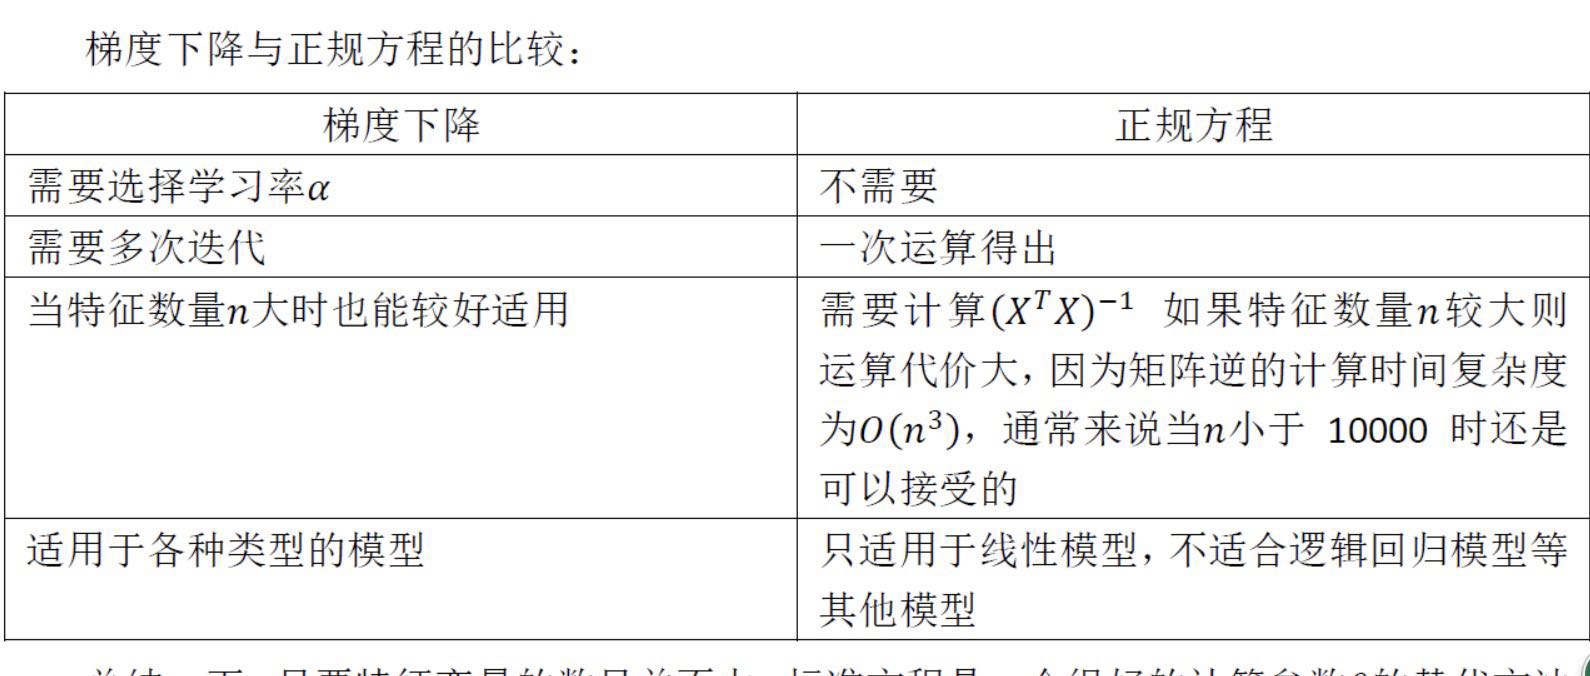 梯度下降与正规方程的比较：
梯度下降 正规方程
需要选择学习率α 不需要
需要多次迭代 一次运算得出
当特征数量n大时也能较好适用 需要计算(XᵀX)⁻¹ 如果特征数量n较大则
运算代价大，因为矩阵逆的计算时间复杂度
为O(n³)，通常来说当n小于 10000 时还是
可以接受的
适用于各种类型的模型 只适用于线性模型，不适合逻辑回归模型等
其他模型